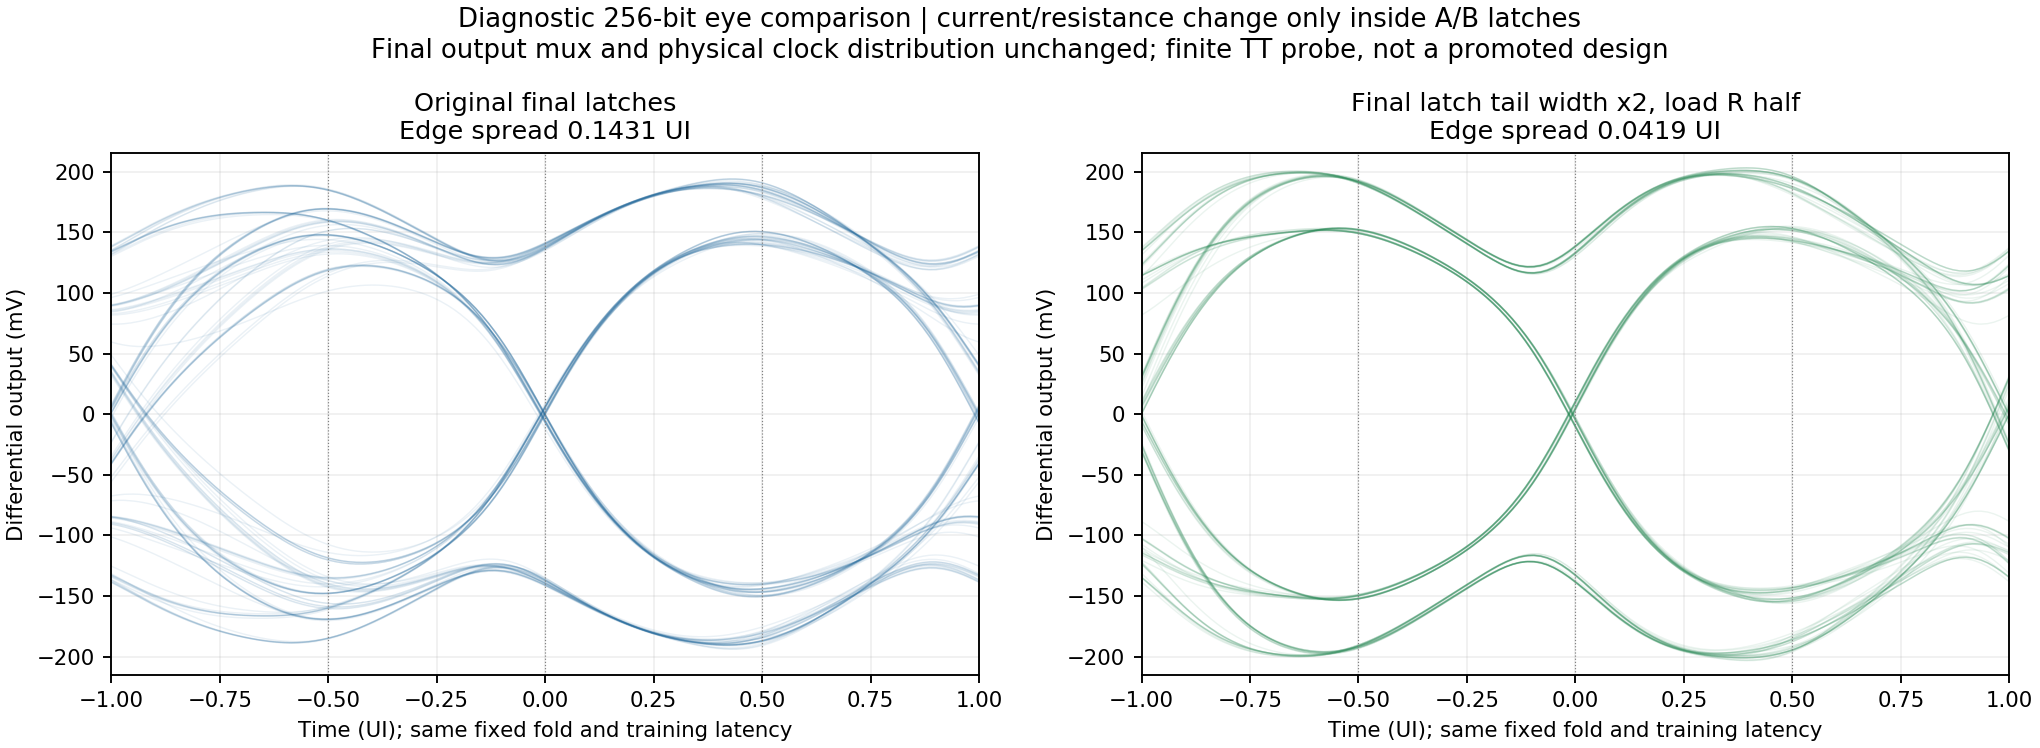 Diagnostic 256-bit eye comparison | current/resistance change only inside A/B latches
Final output mux and physical clock distribution unchanged; finite TT probe, not a promoted design
Original final latches
Edge spread 0.1431 UI
Differential output (mV)
200
150
100
50
0
−50
−100
−150
−200
−1.00 −0.75 −0.50 −0.25 0.00 0.25 0.50 0.75 1.00
Time (UI); same fixed fold and training latency
Final latch tail width x2, load R half
Edge spread 0.0419 UI
Differential output (mV)
200
150
100
50
0
−50
−100
−150
−200
−1.00 −0.75 −0.50 −0.25 0.00 0.25 0.50 0.75 1.00
Time (UI); same fixed fold and training latency